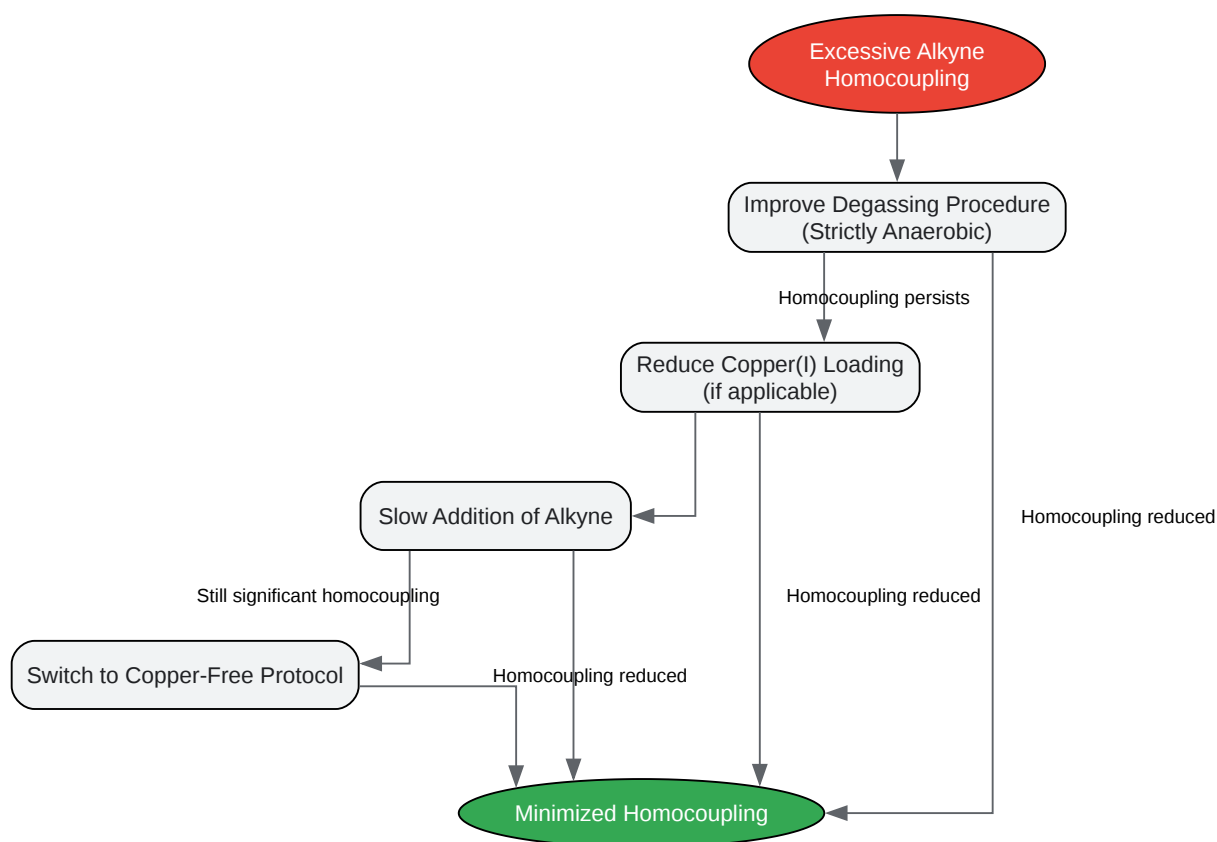 Excessive Alkyne
Homocoupling
Improve Degassing Procedure
(Strictly Anaerobic)
Homocoupling persists
Reduce Copper(I) Loading
(if applicable)
Slow Addition of Alkyne
Homocoupling reduced
Still significant homocoupling
Homocoupling reduced
Switch to Copper-Free Protocol
Homocoupling reduced
Minimized Homocoupling